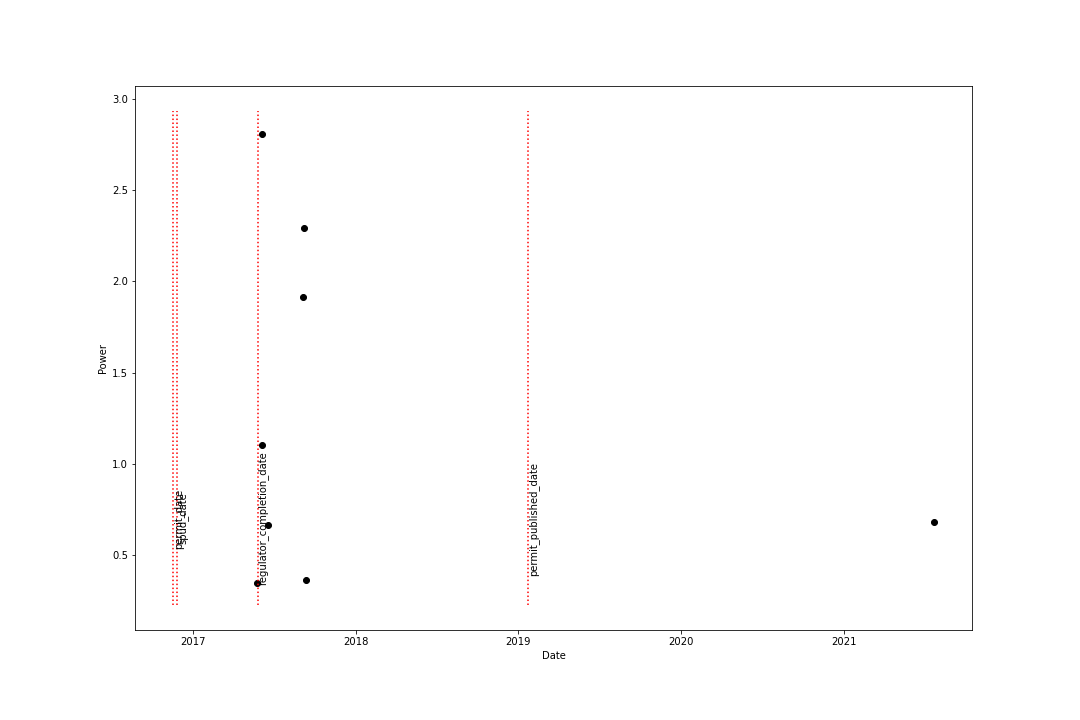 3.0
2.5
2.0
1.5
1.0
0.5
Power
permit_date
spud_date
regulator_completion_date
permit_published_date
2017
2018
2019
2020
2021
Date